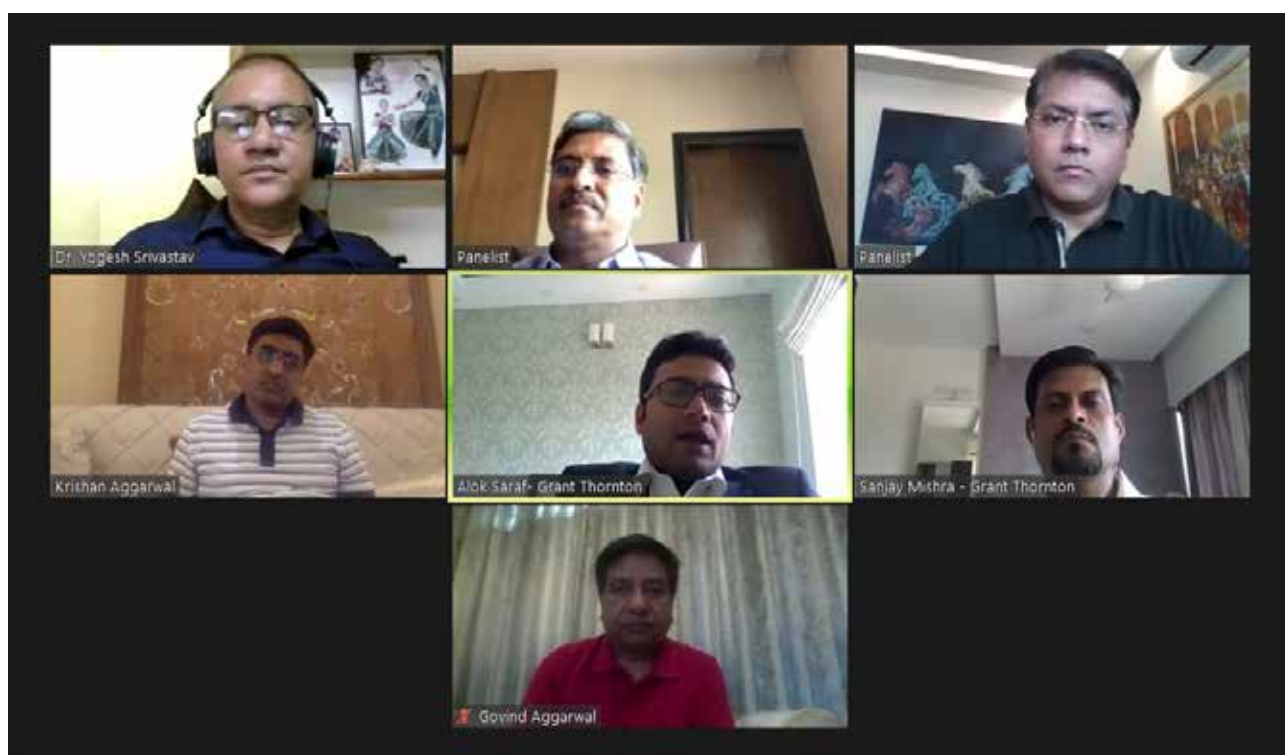 Dr. Yogesh Srivastav
Panelist
Panelist
Krishan Aggarwal
Alok Saraf- Grant Thornton
Sanjay Mishra - Grant Thornton
Govind Aggarwal